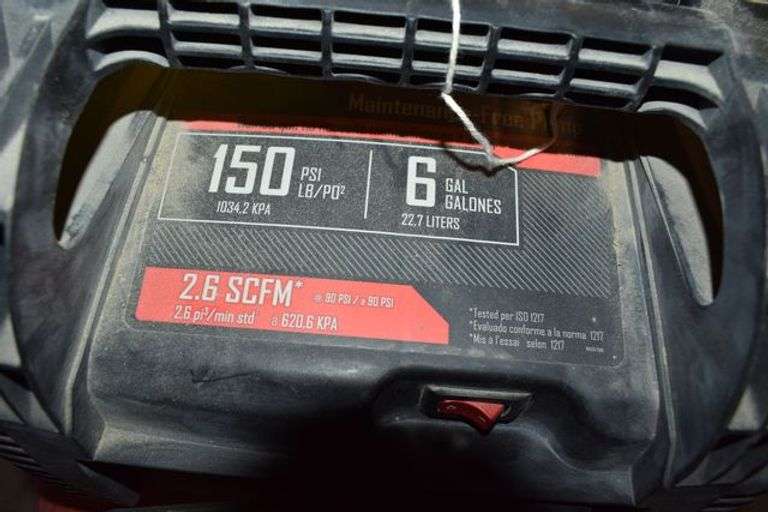 Maintenance-Free Pump
150 PSI
LB/PO²
1034.2 KPA
6 GAL
GALONES
22.7 LITERS
2.6 SCFM* @ 90 PSI / a 90 PSI
2.6 pi³/min std a 620.6 KPA
*Tested per ISO 1217
*Evaluado conforme a la norma 1217
*Mis à l'essai selon 1217